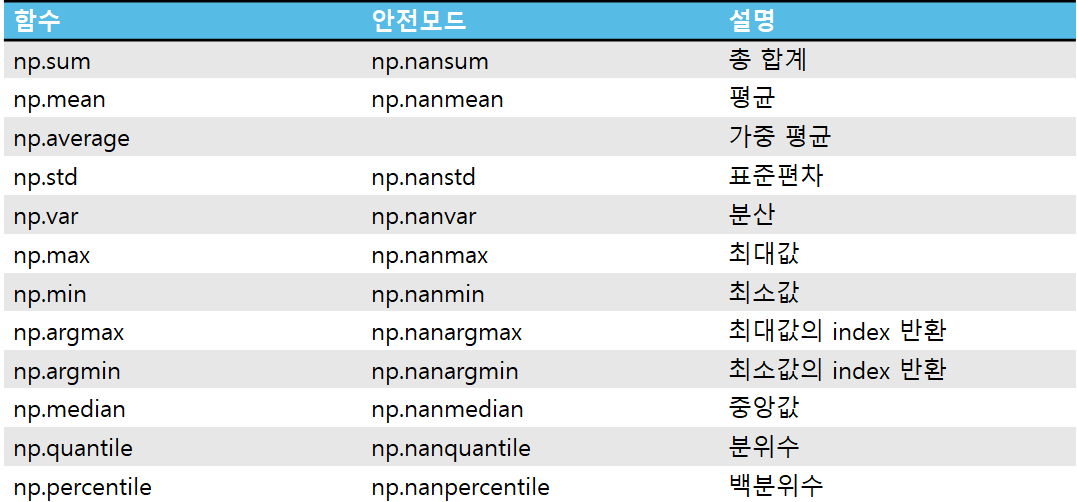 함수 안전모드 설명
np.sum np.nansum 총 합계
np.mean np.nanmean 평균
np.average 가중 평균
np.std np.nanstd 표준편차
np.var np.nanvar 분산
np.max np.nanmax 최대값
np.min np.nanmin 최소값
np.argmax np.nanargmax 최대값의 index 반환
np.argmin np.nanargmin 최소값의 index 반환
np.median np.nanmedian 중앙값
np.quantile np.nanquantile 분위수
np.percentile np.nanpercentile 백분위수